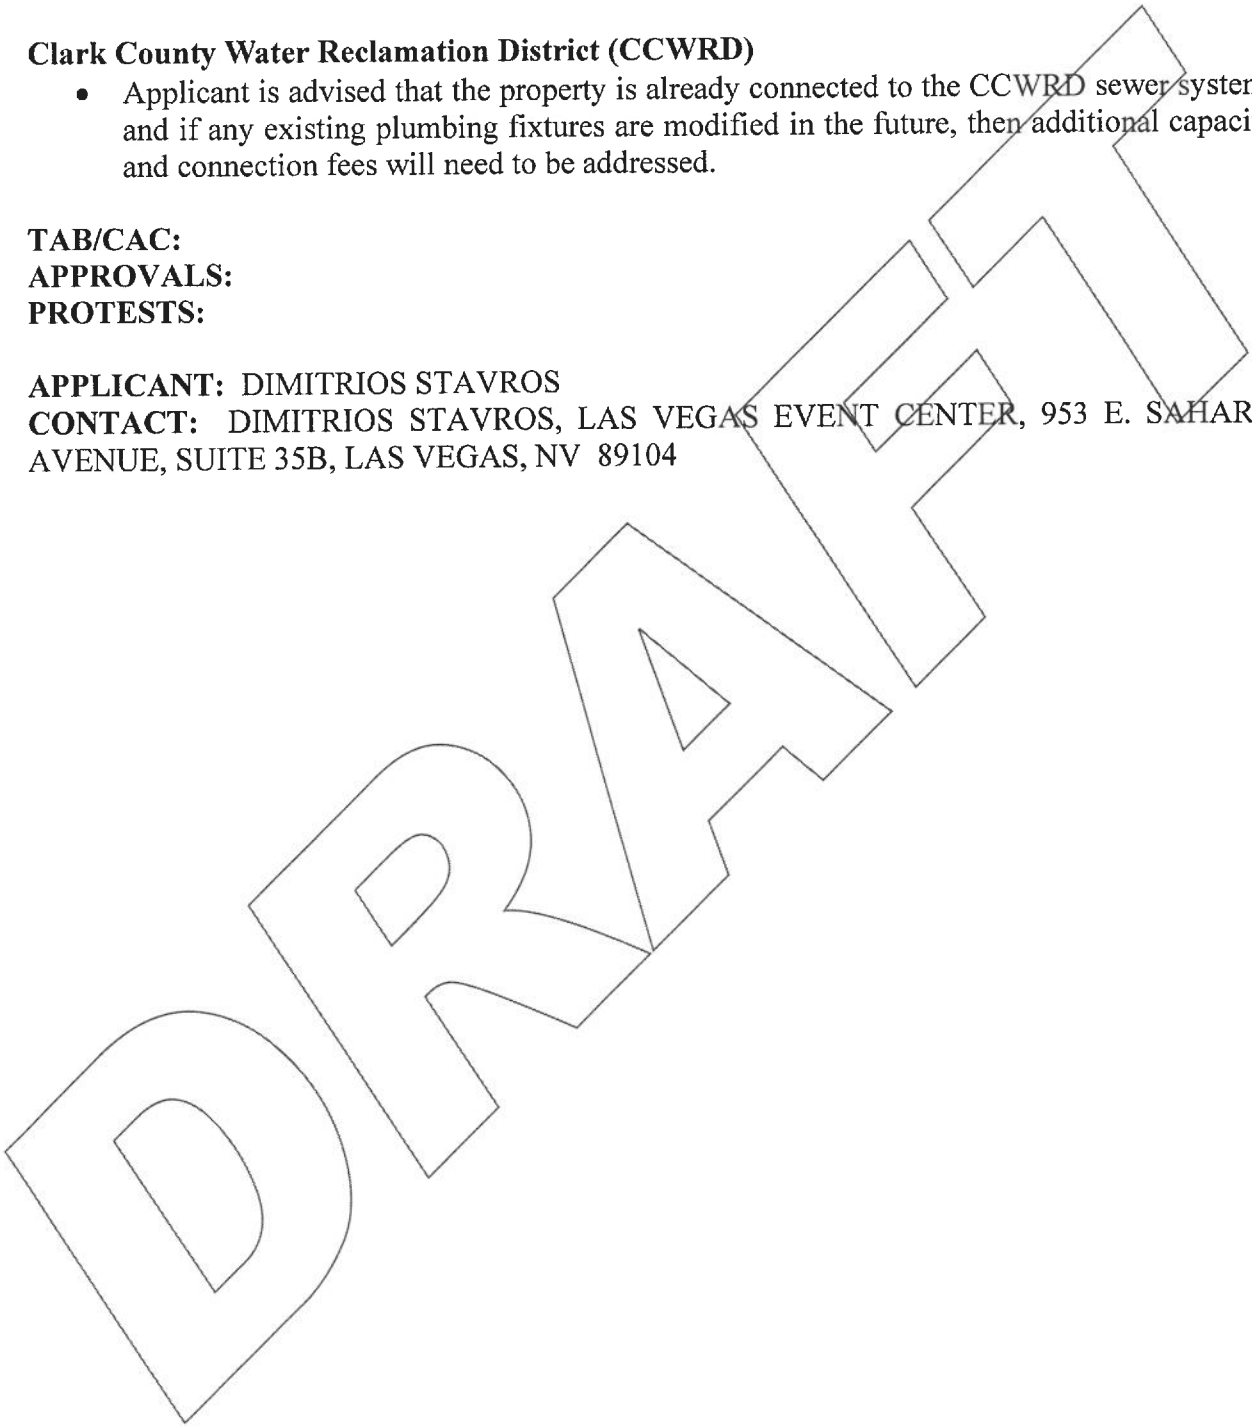 Clark County Water Reclamation District (CCWRD)
• Applicant is advised that the property is already connected to the CCWRD sewer system
and if any existing plumbing fixtures are modified in the future, then additional capaci
and connection fees will need to be addressed.
TAB/CAC:
APPROVALS:
PROTESTS:
APPLICANT: DIMITRIOS STAVROS
CONTACT: DIMITRIOS STAVROS, LAS VEGAS EVENT CENTER, 953 E. SAHAR
AVENUE, SUITE 35B, LAS VEGAS, NV 89104
DRAFT